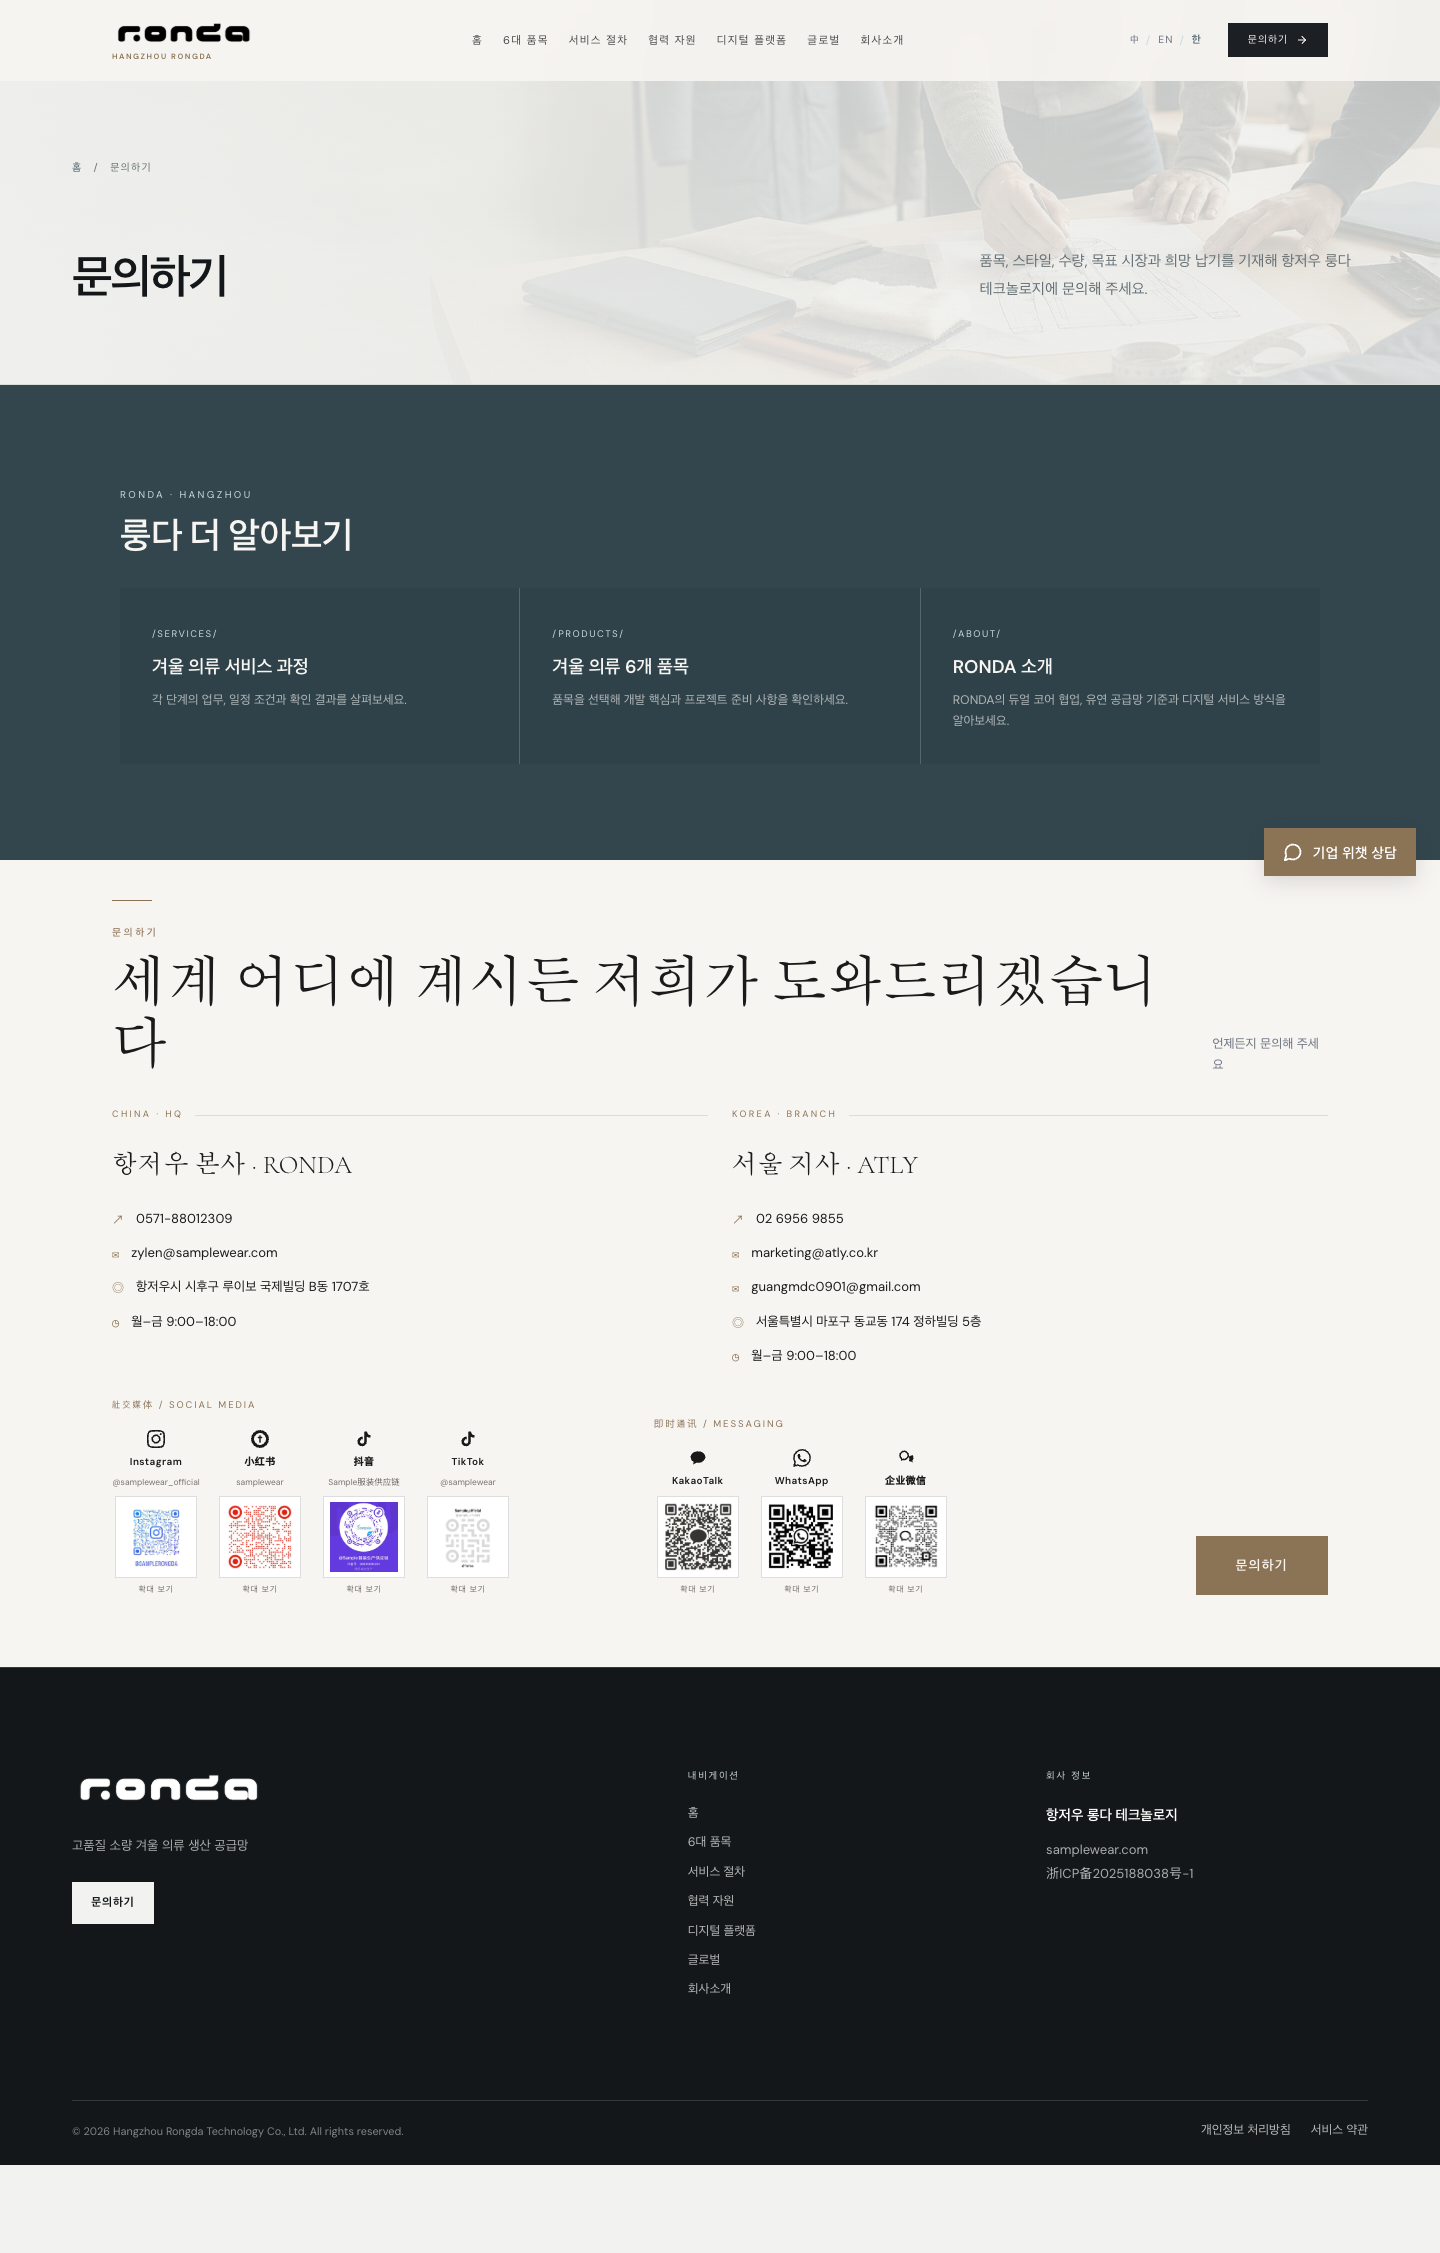 ronda
HANGZHOU RONGDA
홈 6대 품목 서비스 절차 협력 자원 디지털 플랫폼 글로벌 회사소개
中 / EN / 한
문의하기 →
홈 / 문의하기
문의하기
품목, 스타일, 수량, 목표 시장과 희망 납기를 기재해 항저우 룽다
테크놀로지에 문의해 주세요.
RONDA · HANGZHOU
룽다 더 알아보기
/SERVICES/
겨울 의류 서비스 과정
각 단계의 업무, 일정 조건과 확인 결과를 살펴보세요.
/PRODUCTS/
겨울 의류 6개 품목
품목을 선택해 개발 핵심과 프로젝트 준비 사항을 확인하세요.
/ABOUT/
RONDA 소개
RONDA의 듀얼 코어 협업, 유연 공급망 기준과 디지털 서비스 방식을
알아보세요.
기업 위챗 상담
문의하기
세계 어디에 계시든 저희가 도와드리겠습니
다
언제든지 문의해 주세
요
CHINA · HQ
항저우 본사 · RONDA
↗ 0571-88012309
✉ zylen@samplewear.com
◎ 항저우시 시후구 루이보 국제빌딩 B동 1707호
◷ 월–금 9:00–18:00
KOREA · BRANCH
서울 지사 · ATLY
↗ 02 6956 9855
✉ marketing@atly.co.kr
✉ guangmdc0901@gmail.com
◎ 서울특별시 마포구 동교동 174 정하빌딩 5층
◷ 월–금 9:00–18:00
社交媒体 / SOCIAL MEDIA
Instagram
@samplewear_official
@SAMPLERONGDA
확대 보기
小红书
samplewear
확대 보기
抖音
Sample服装供应链
확대 보기
TikTok
@samplewear
확대 보기
即时通讯 / MESSAGING
KakaoTalk
확대 보기
WhatsApp
확대 보기
企业微信
확대 보기
문의하기
ronda
고품질 소량 겨울 의류 생산 공급망
문의하기
내비게이션
홈
6대 품목
서비스 절차
협력 자원
디지털 플랫폼
글로벌
회사소개
회사 정보
항저우 롱다 테크놀로지
samplewear.com
浙ICP备2025188038号-1
© 2026 Hangzhou Rongda Technology Co., Ltd. All rights reserved.
개인정보 처리방침 서비스 약관